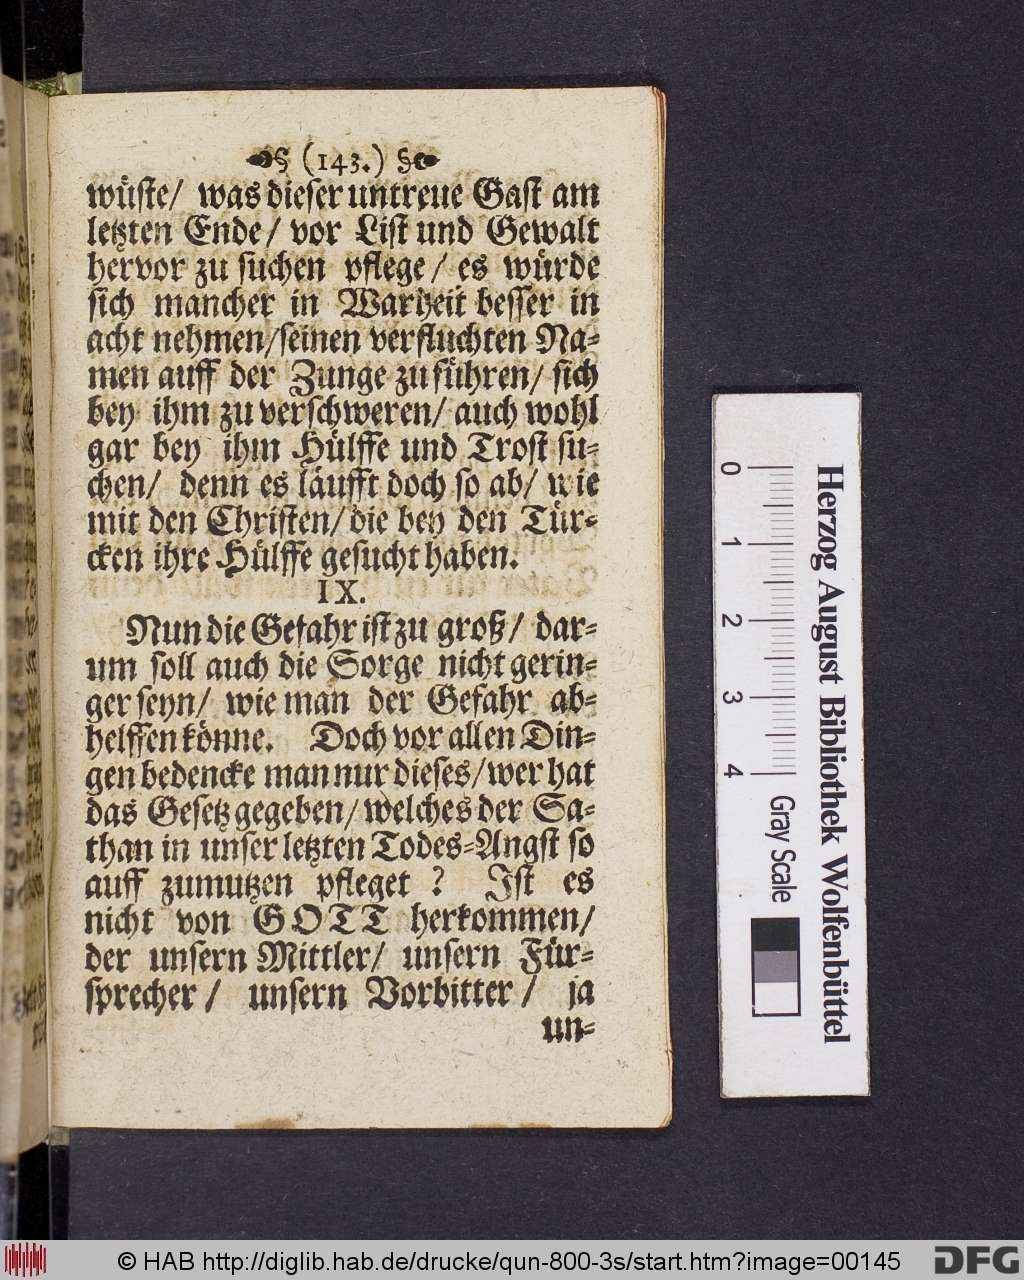 § (143.) §
wüste/ was dieser untreue Gast am
letzten Ende/ vor List und Gewalt
hervor zu suchen pflege/ es würde
sich mancher in Warheit besser in
acht nehmen/seinen verfluchten Na-
men auff der Zunge zu führen/ sich
bey ihm zu verschweren/ auch wohl
gar bey ihm Hülffe und Trost su-
chen/ denn es läufft doch so ab/ wie
mit den Christen/ die bey den Tür-
cken ihre Hülffe gesucht haben.
IX.
Nun die Gefahr ist zu groß/ dar-
um soll auch die Sorge nicht gerin-
ger seyn/ wie man der Gefahr ab-
helffen könne. Doch vor allen Din-
gen bedencke man nur dieses/wer hat
das Gesetz gegeben/ welches der Sa-
than in unser letzten Todes-Angst so
auff zumutzen pfleget ? Ist es
nicht von GOTT herkommen/
der unsern Mittler/ unsern Für-
sprecher/ unsern Vorbitter/ ja
un-
Herzog August Bibliothek Wolfenbüttel
0 1 2 3 4 Gray Scale
© HAB http://diglib.hab.de/drucke/qun-800-3s/start.htm?image=00145
DFG